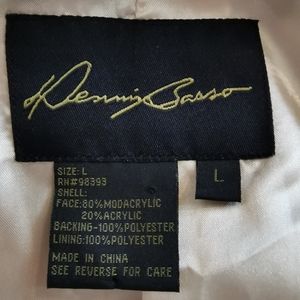 Dennis Basso
L
SIZE: L
RN#98393
SHELL:
FACE:80%MODACRYLIC
20%ACRYLIC
BACKING-100%POLYESTER
LINING:100%POLYESTER
MADE IN CHINA
SEE REVERSE FOR CARE